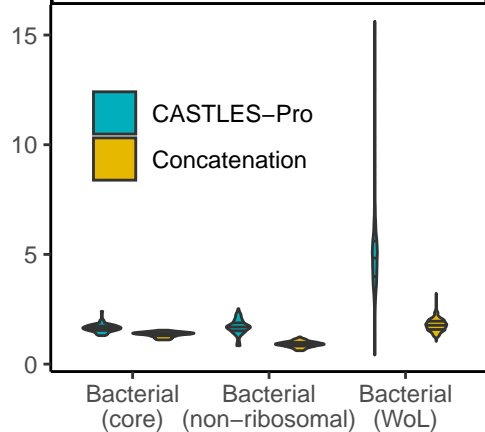 15
10
5
0
CASTLES−Pro
Concatenation
Bacterial Bacterial Bacterial
(core) (non−ribosomal) (WoL)